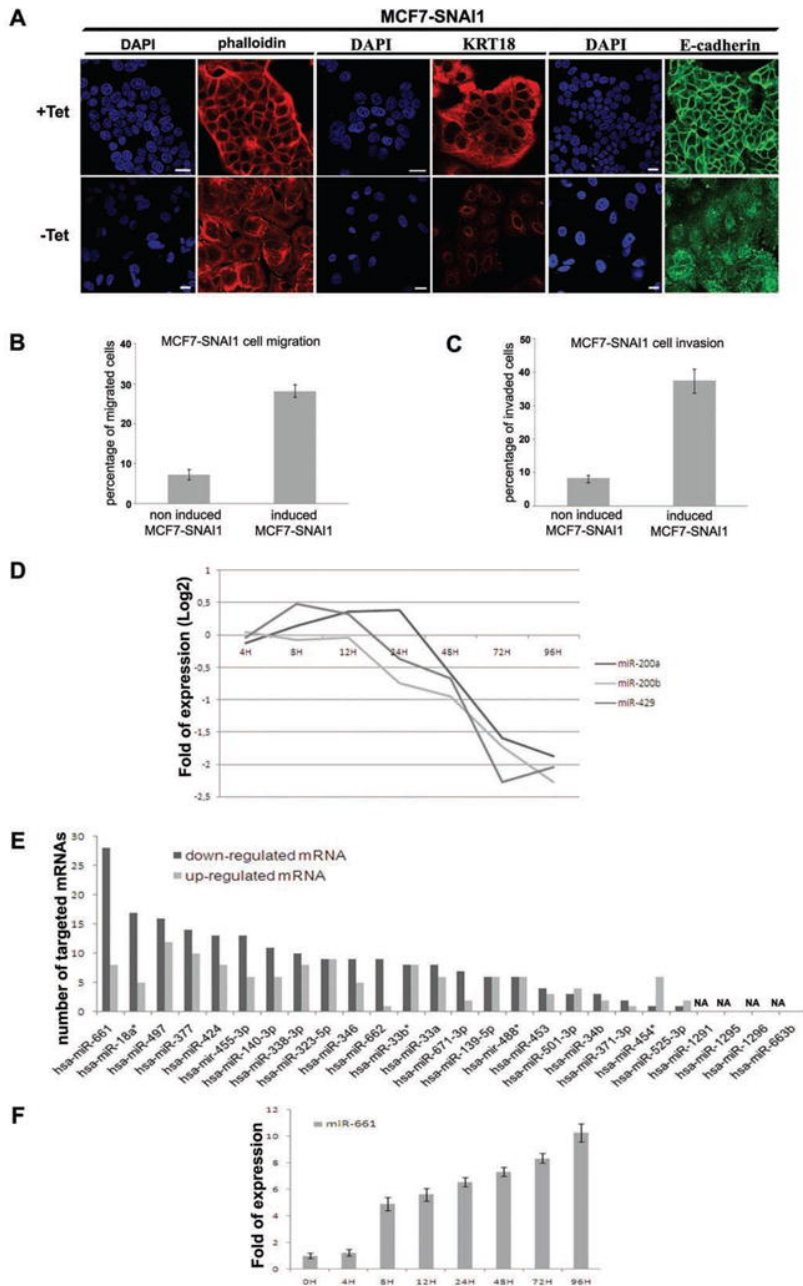 A
MCF7-SNAI1
DAPI phalloidin DAPI KRT18 DAPI E-cadherin
+Tet
-Tet
B
MCF7-SNAI1 cell migration
percentage of migrated cells
40
30
20
10
0
non induced MCF7-SNAI1
induced MCF7-SNAI1
C
MCF7-SNAI1 cell invasion
percentage of invaded cells
50
40
30
20
10
0
non induced MCF7-SNAI1
induced MCF7-SNAI1
D
Fold of expression (Log2)
1
0,5
0
-0,5
-1
-1,5
-2
-2,5
4H 8H 12H 24H 48H 72H 96H
miR-200a
miR-200b
miR-429
E
number of targeted mRNAs
30
25
20
15
10
5
0
down-regulated mRNA
up-regulated mRNA
NA NA NA NA
hsa-miR-661
hsa-miR-18a*
hsa-miR-497
hsa-miR-377
hsa-miR-424
hsa-mir-455-3p
hsa-miR-140-3p
hsa-miR-338-3p
hsa-miR-323-5p
hsa-miR-346
hsa-miR-662
hsa-miR-33b*
hsa-miR-33a
hsa-miR-671-3p
hsa-miR-139-5p
hsa-mir-488*
hsa-miR-453
hsa-miR-501-3p
hsa-miR-34b
hsa-miR-371-3p
hsa-miR-454*
hsa-miR-525-3p
hsa-miR-1291
hsa-miR-1295
hsa-miR-1296
hsa-miR-663b
F
Fold of expression
12
10
8
6
4
2
0
miR-661
0H 4H 8H 12H 24H 48H 72H 96H